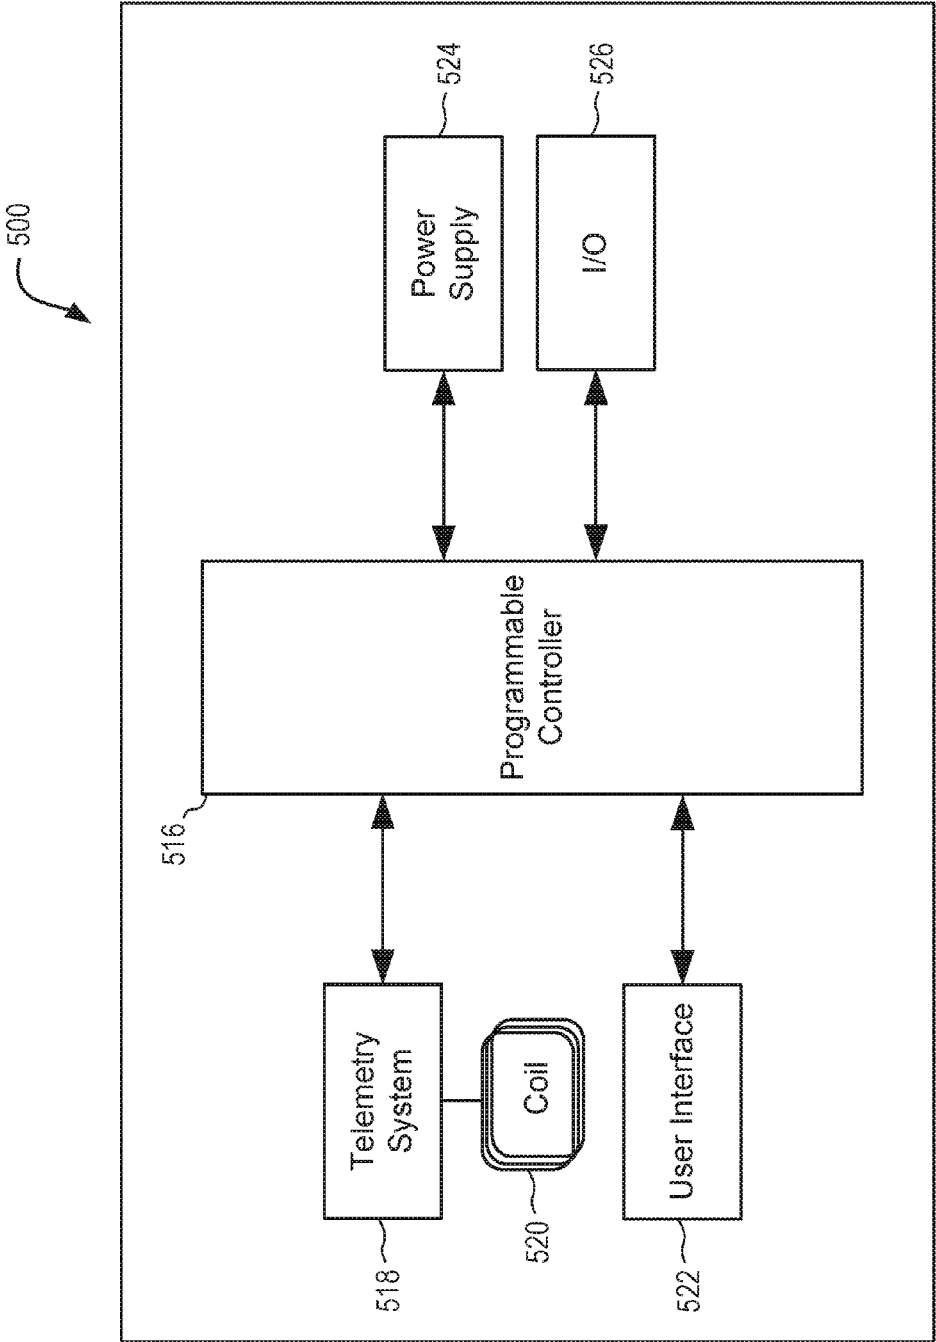 500
516
Telemetry
System
518
Coil
520
User Interface
522
Programmable
Controller
Power
Supply
524
I/O
526